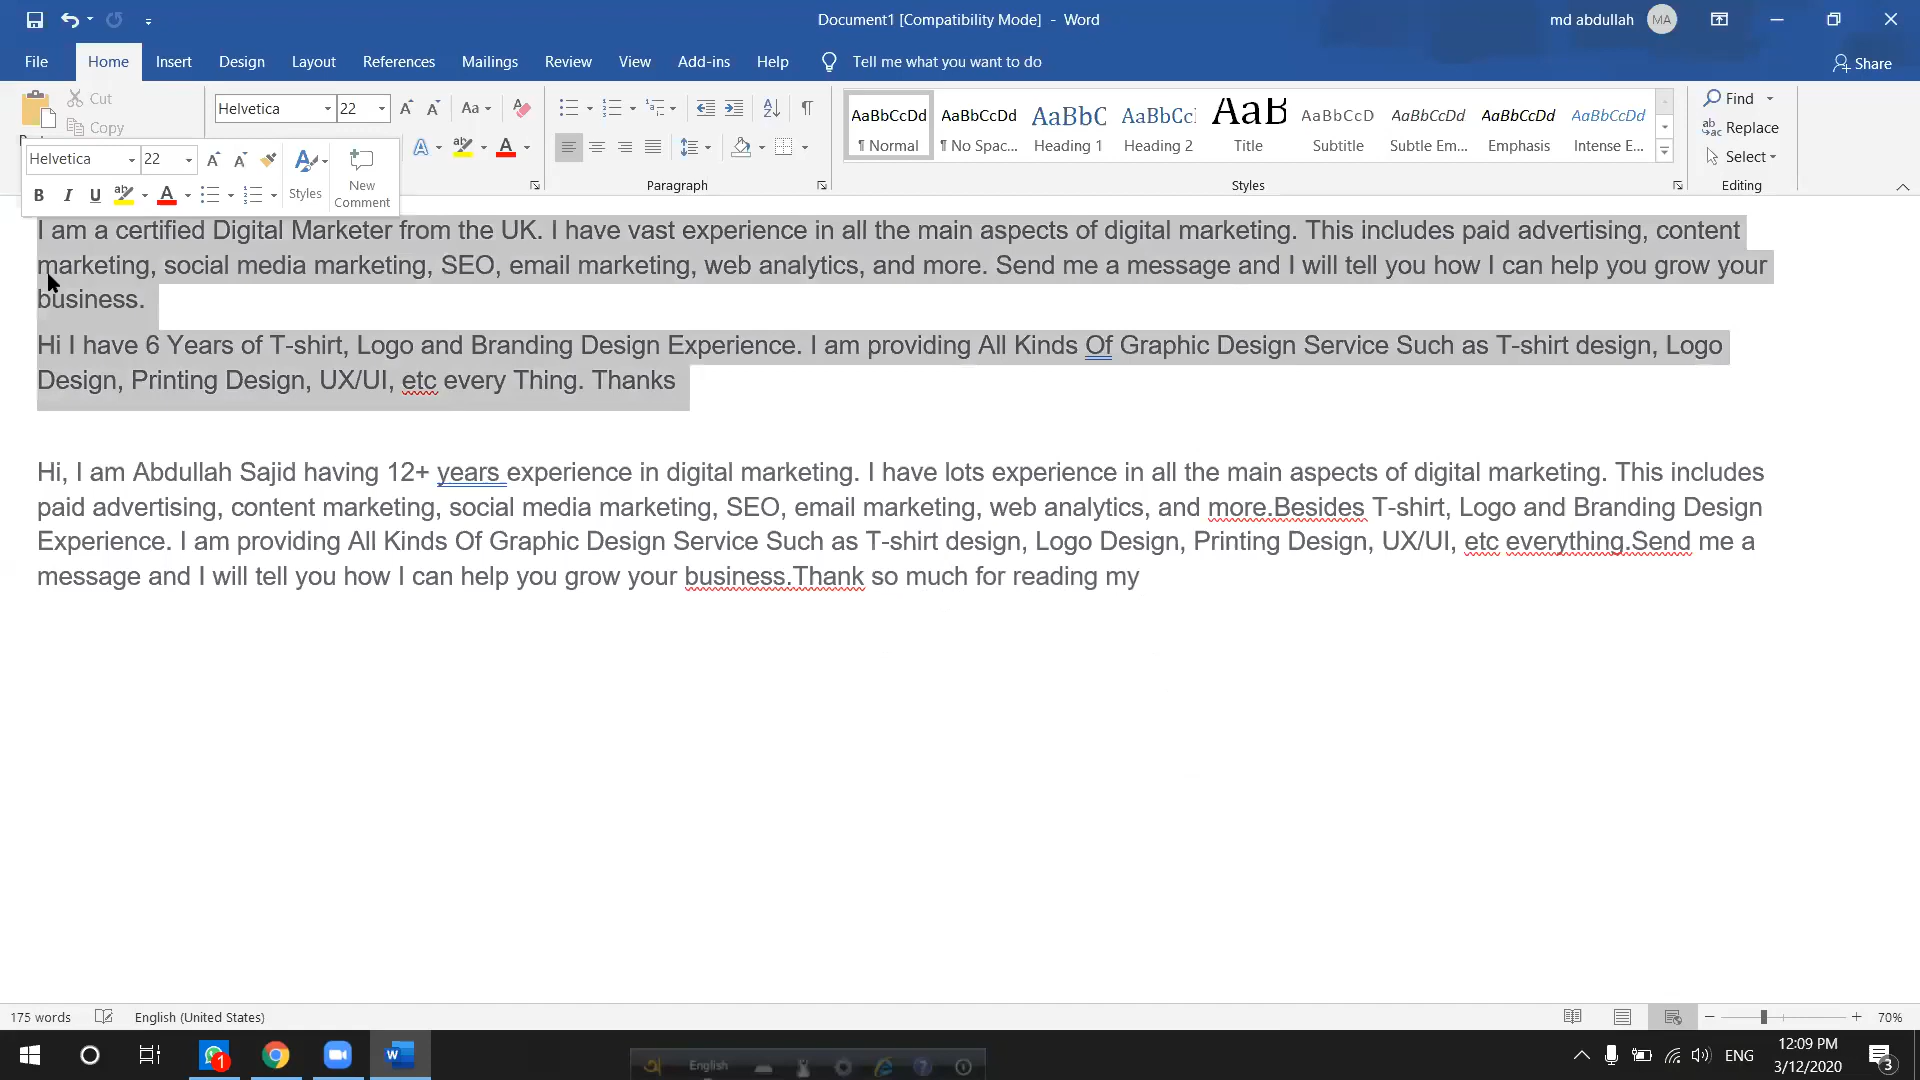 Document1 [Compatibility Mode] - Word
md abdullah
MA
File Home Insert Design Layout References Mailings Review View Add-ins Help Tell me what you want to do
Share
Cut
Copy
Helvetica 22
Aa
Paragraph
AaBbCcDd AaBbCcDd AaBbC AaBbCcl AaB AaBbCcD AaBbCcDd AaBbCcDd AaBbCcDd
¶ Normal ¶ No Spac... Heading 1 Heading 2 Title Subtitle Subtle Em... Emphasis Intense E...
Styles
Find
Replace
Select
Editing
Helvetica 22
B I U
Styles
New
Comment
I am a certified Digital Marketer from the UK. I have vast experience in all the main aspects of digital marketing. This includes paid advertising, content
marketing, social media marketing, SEO, email marketing, web analytics, and more. Send me a message and I will tell you how I can help you grow your
business.
Hi I have 6 Years of T-shirt, Logo and Branding Design Experience. I am providing All Kinds Of Graphic Design Service Such as T-shirt design, Logo
Design, Printing Design, UX/UI, etc every Thing. Thanks
Hi, I am Abdullah Sajid having 12+ years experience in digital marketing. I have lots experience in all the main aspects of digital marketing. This includes
paid advertising, content marketing, social media marketing, SEO, email marketing, web analytics, and more.Besides T-shirt, Logo and Branding Design
Experience. I am providing All Kinds Of Graphic Design Service Such as T-shirt design, Logo Design, Printing Design, UX/UI, etc everything.Send me a
message and I will tell you how I can help you grow your business.Thank so much for reading my
175 words
English (United States)
70%
1
English
ENG
12:09 PM
3/12/2020
3